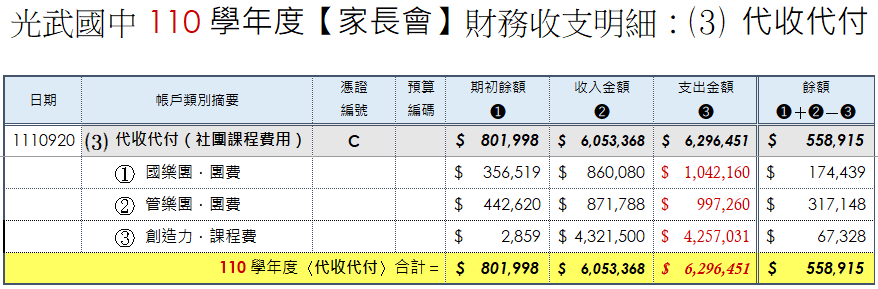 光武國中 110 學年度【家長會】財務收支明細：(3) 代收代付
日期 帳戶類別摘要 憑證編號 預算編碼 期初餘額 ❶ 收入金額 ❷ 支出金額 ❸ 餘額 ❶+❷−❸
1110920 (3) 代收代付（社團課程費用） C $ 801,998 $ 6,053,368 $ 6,296,451 $ 558,915
① 國樂團．團費 $ 356,519 $ 860,080 $ 1,042,160 $ 174,439
② 管樂團．團費 $ 442,620 $ 871,788 $ 997,260 $ 317,148
③ 創造力．課程費 $ 2,859 $ 4,321,500 $ 4,257,031 $ 67,328
110 學年度〈代收代付〉合計= $ 801,998 $ 6,053,368 $ 6,296,451 $ 558,915